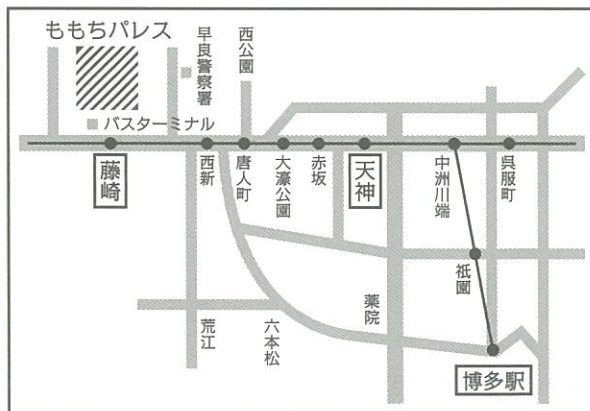 ももちパレス
早良警察署
西公園
バスターミナル
藤崎
西新
唐人町
大濠公園
赤坂
天神
中洲川端
呉服町
祇園
薬院
荒江
六本松
博多駅